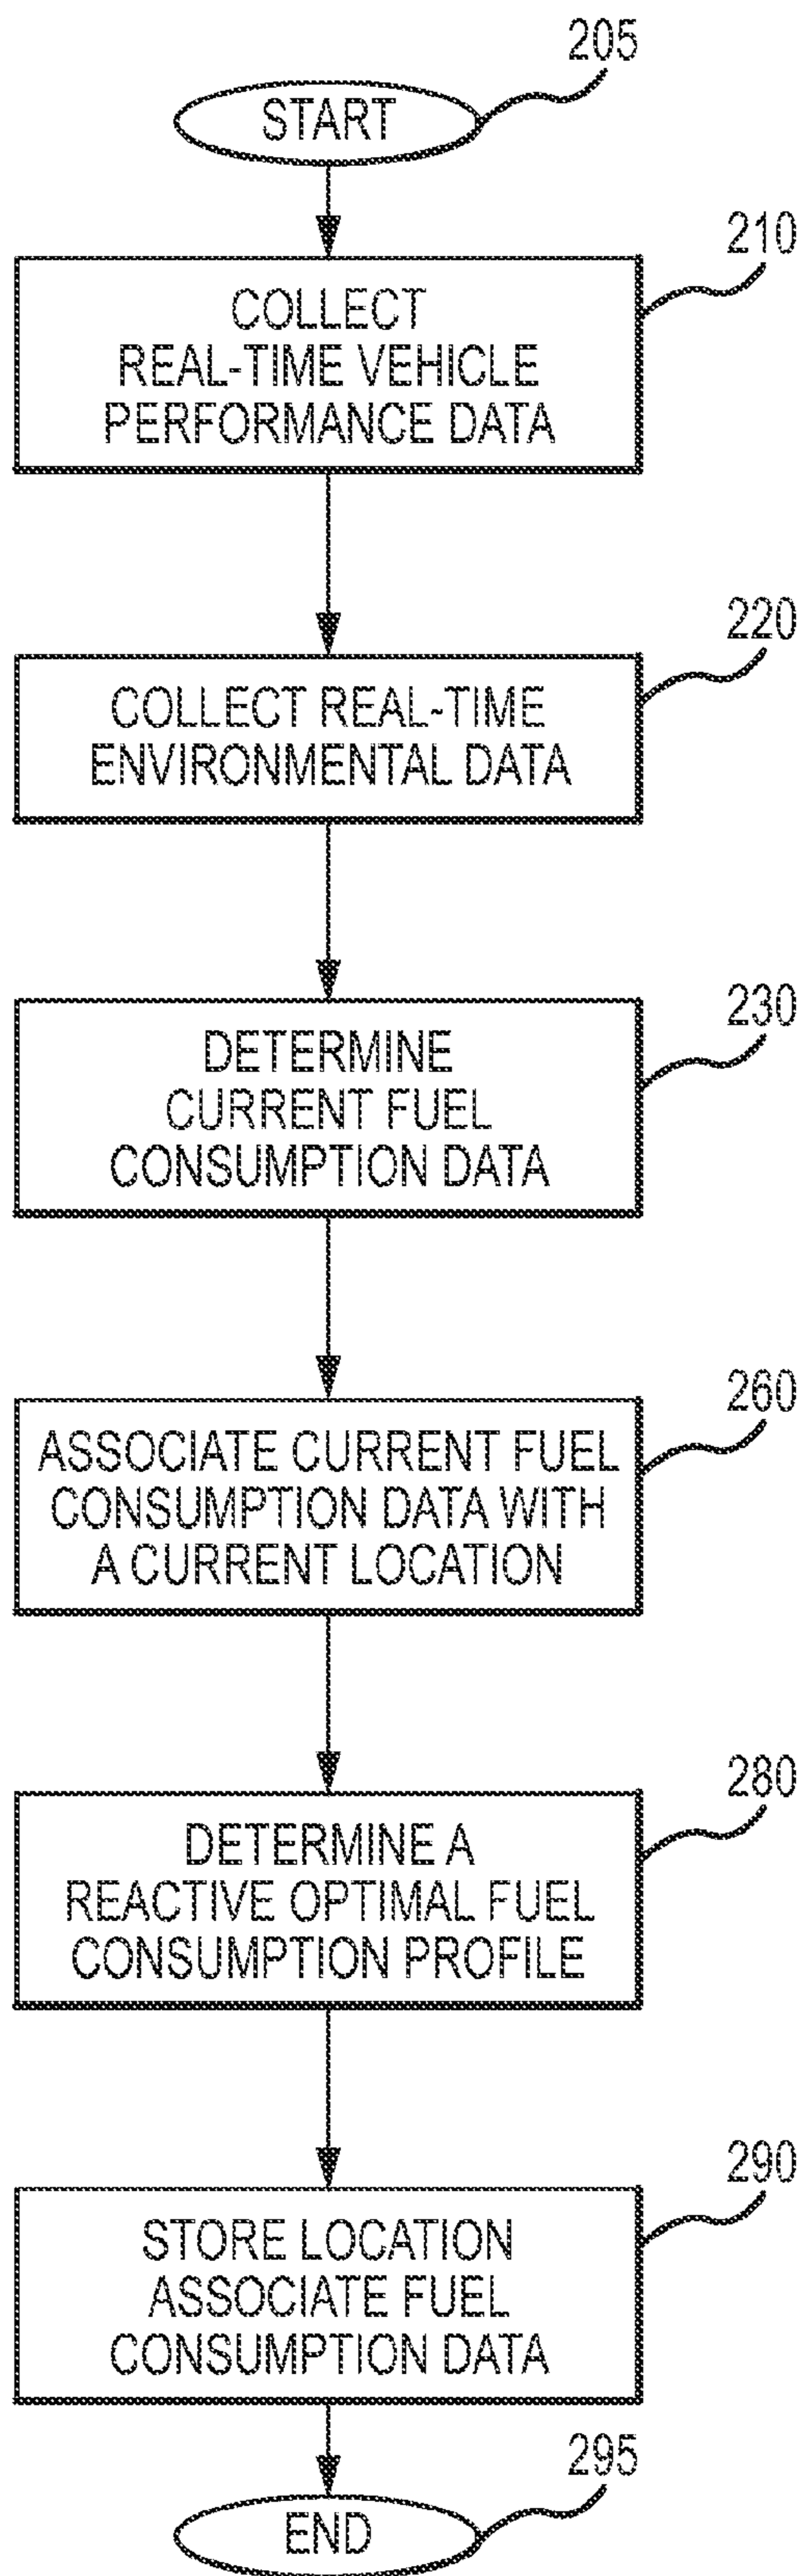 205
START
210
COLLECT
REAL-TIME VEHICLE
PERFORMANCE DATA
220
COLLECT REAL-TIME
ENVIRONMENTAL DATA
230
DETERMINE
CURRENT FUEL
CONSUMPTION DATA
260
ASSOCIATE CURRENT FUEL
CONSUMPTION DATA WITH
A CURRENT LOCATION
280
DETERMINE A
REACTIVE OPTIMAL FUEL
CONSUMPTION PROFILE
290
STORE LOCATION
ASSOCIATE FUEL
CONSUMPTION DATA
295
END